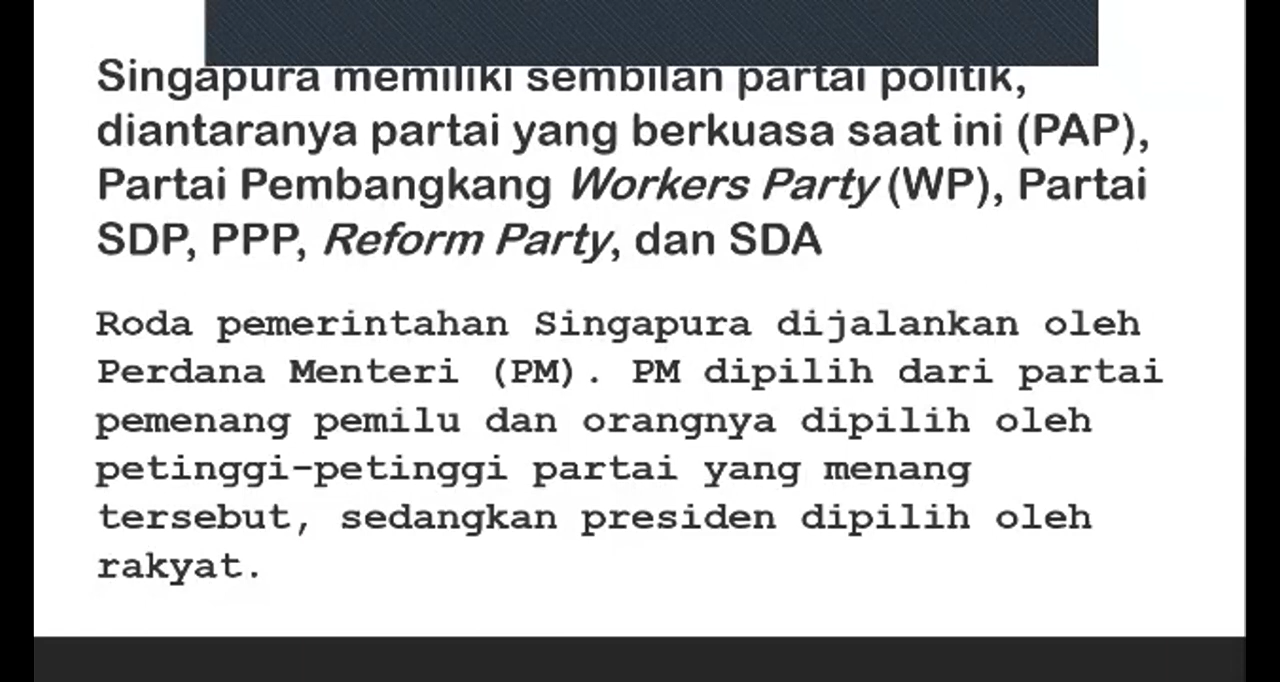 Singapura memiliki sembilan partai politik,
diantaranya partai yang berkuasa saat ini (PAP),
Partai Pembangkang Workers Party (WP), Partai
SDP, PPP, Reform Party, dan SDA
Roda pemerintahan Singapura dijalankan oleh
Perdana Menteri (PM). PM dipilih dari partai
pemenang pemilu dan orangnya dipilih oleh
petinggi-petinggi partai yang menang
tersebut, sedangkan presiden dipilih oleh
rakyat.